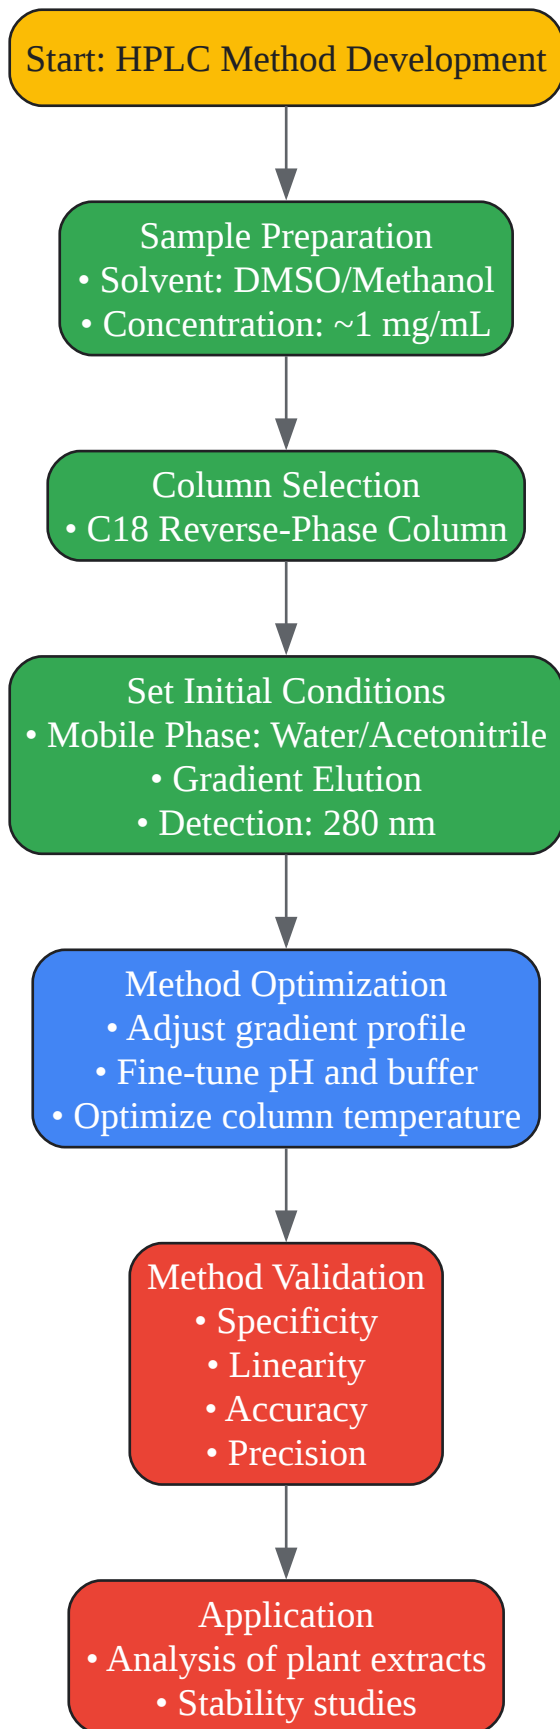 Start: HPLC Method Development
Sample Preparation
• Solvent: DMSO/Methanol
• Concentration: ~1 mg/mL
Column Selection
• C18 Reverse-Phase Column
Set Initial Conditions
• Mobile Phase: Water/Acetonitrile
• Gradient Elution
• Detection: 280 nm
Method Optimization
• Adjust gradient profile
• Fine-tune pH and buffer
• Optimize column temperature
Method Validation
• Specificity
• Linearity
• Accuracy
• Precision
Application
• Analysis of plant extracts
• Stability studies